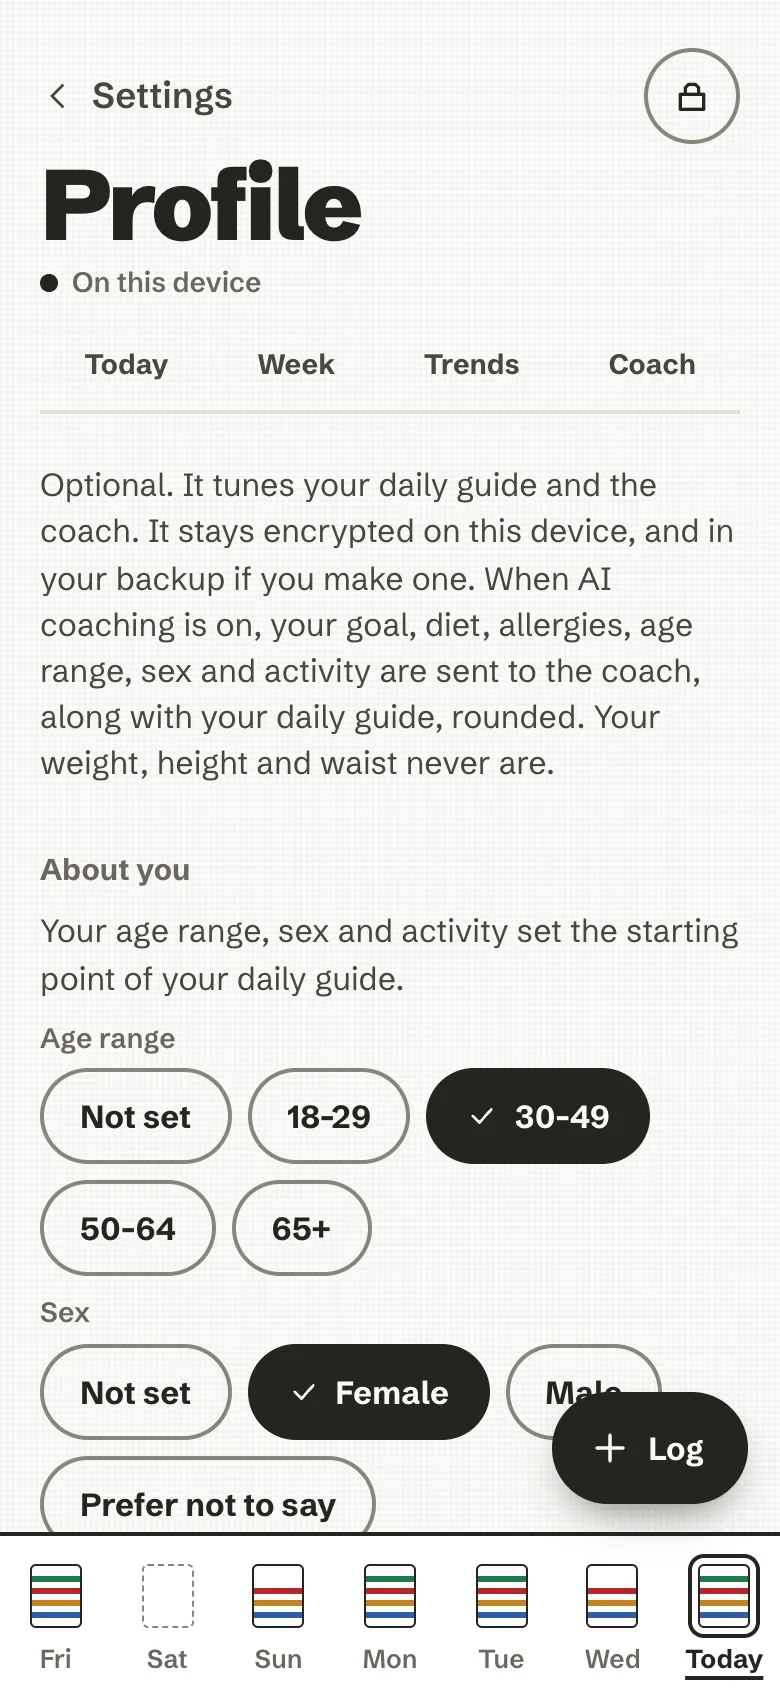 Settings
Profile
On this device
Today Week Trends Coach
Optional. It tunes your daily guide and the
coach. It stays encrypted on this device, and in
your backup if you make one. When AI
coaching is on, your goal, diet, allergies, age
range, sex and activity are sent to the coach,
along with your daily guide, rounded. Your
weight, height and waist never are.
About you
Your age range, sex and activity set the starting
point of your daily guide.
Age range
Not set 18-29 30-49
50-64 65+
Sex
Not set Female Male
Log
Prefer not to say
Fri Sat Sun Mon Tue Wed Today